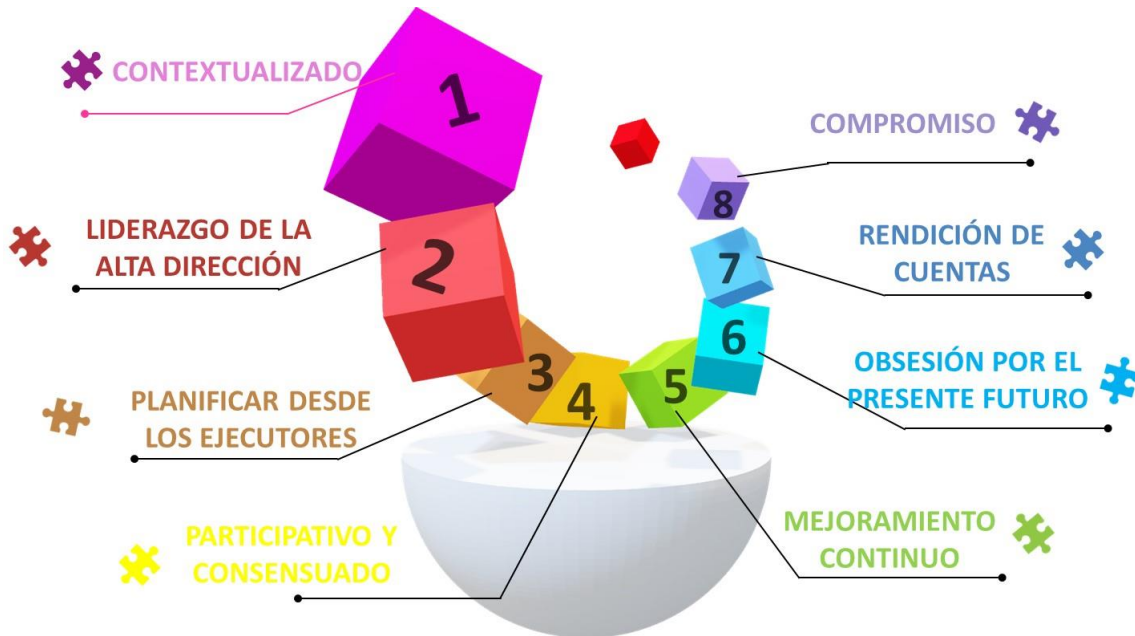 CONTEXTUALIZADO
1
LIDERAZGO DE LA
ALTA DIRECCIÓN
2
PLANIFICAR DESDE
LOS EJECUTORES
3
PARTICIPATIVO Y
CONSENSUADO
4
MEJORAMIENTO
CONTINUO
5
OBSESIÓN POR EL
PRESENTE FUTURO
6
RENDICIÓN DE
CUENTAS
7
COMPROMISO
8